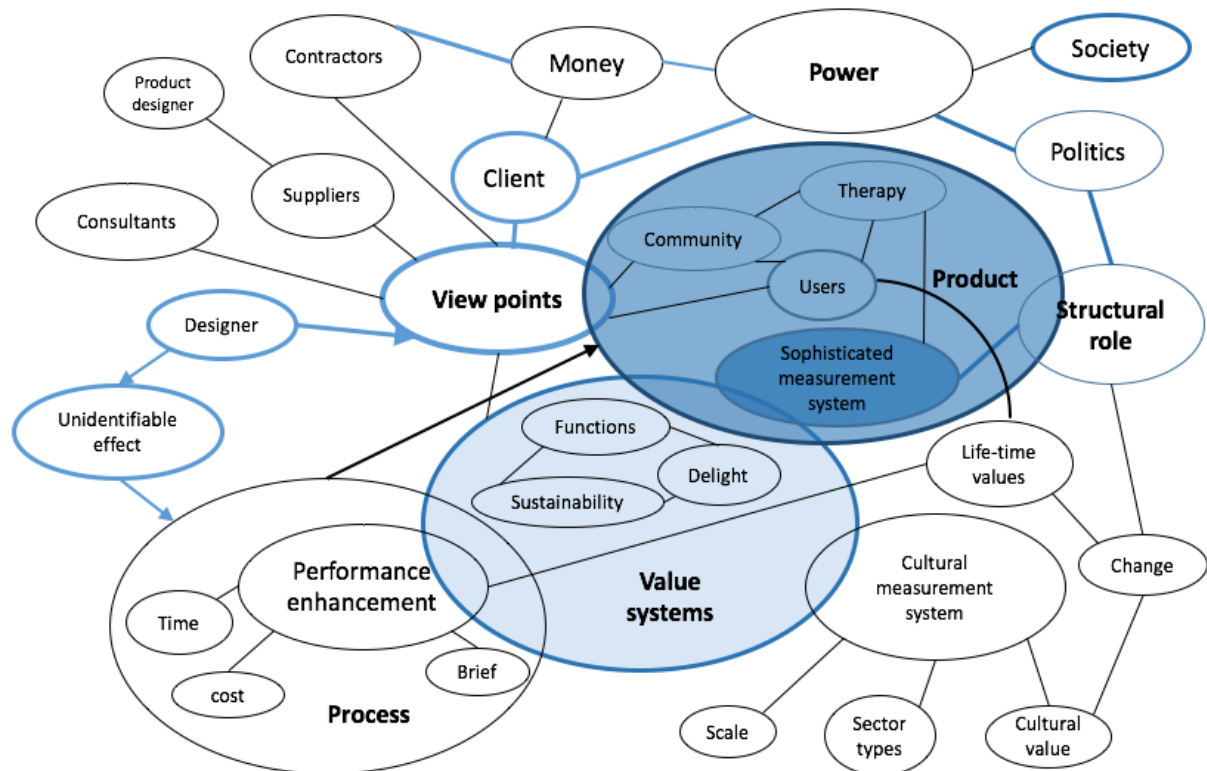 Contractors
Money
Power
Society
Product
designer
Client
Suppliers
Politics
Therapy
Consultants
Community
View points
Users
Product
Designer
Structural
role
Sophisticated
measurement
system
Unidentifiable
effect
Functions
Delight
Sustainability
Life-time
values
Performance
enhancement
Value
systems
Cultural
measurement
system
Change
Time
Brief
cost
Process
Scale
Sector
types
Cultural
value